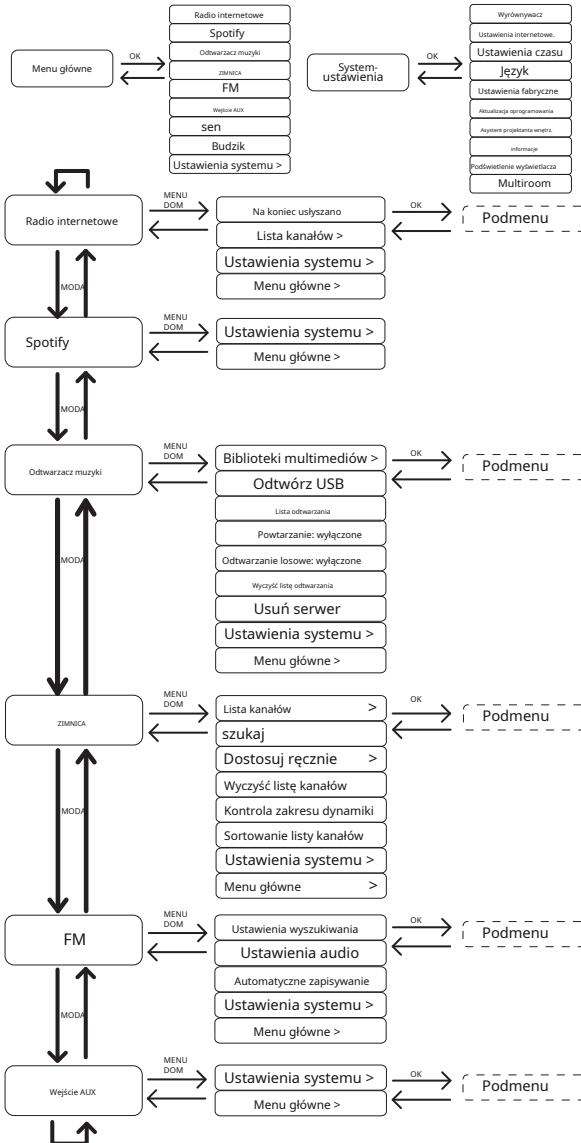 Menu główne
OK
Radio internetowe
Spotify
Odtwarzacz muzyki
ZIMNICA
FM
Wejście AUX
sen
Budzik
Ustawienia systemu >
System-
ustawienia
OK
Wyrównywacz
Ustawienia internetowe.
Ustawienia czasu
Język
Ustawienia fabryczne
Aktualizacja oprogramowania
Asystent projektanta wnętrz.
informacje
Podświetlenie wyświetlacza
Multiroom
Radio internetowe
MENU
DOM
Na koniec usłyszano
Lista kanałów >
Ustawienia systemu >
Menu główne >
OK
Podmenu
MODA
Spotify
MENU
DOM
Ustawienia systemu >
Menu główne >
MODA
Odtwarzacz muzyki
MENU
DOM
Biblioteki multimediów >
Odtwórz USB
Lista odtwarzania
Powtarzanie: wyłączone
Odtwarzanie losowe: wyłączone
Wyczyść listę odtwarzania
Usuń serwer
Ustawienia systemu >
Menu główne >
OK
Podmenu
MODA
ZIMNICA
MENU
DOM
Lista kanałów >
szukaj
Dostosuj ręcznie >
Wyczyść listę kanałów
Kontrola zakresu dynamiki
Sortowanie listy kanałów
Ustawienia systemu >
Menu główne >
OK
Podmenu
MODA
FM
MENU
DOM
Ustawienia wyszukiwania
Ustawienia audio
Automatyczne zapisywanie
Ustawienia systemu >
Menu główne >
OK
Podmenu
MODA
Wejście AUX
MENU
DOM
Ustawienia systemu >
Menu główne >
OK
Podmenu